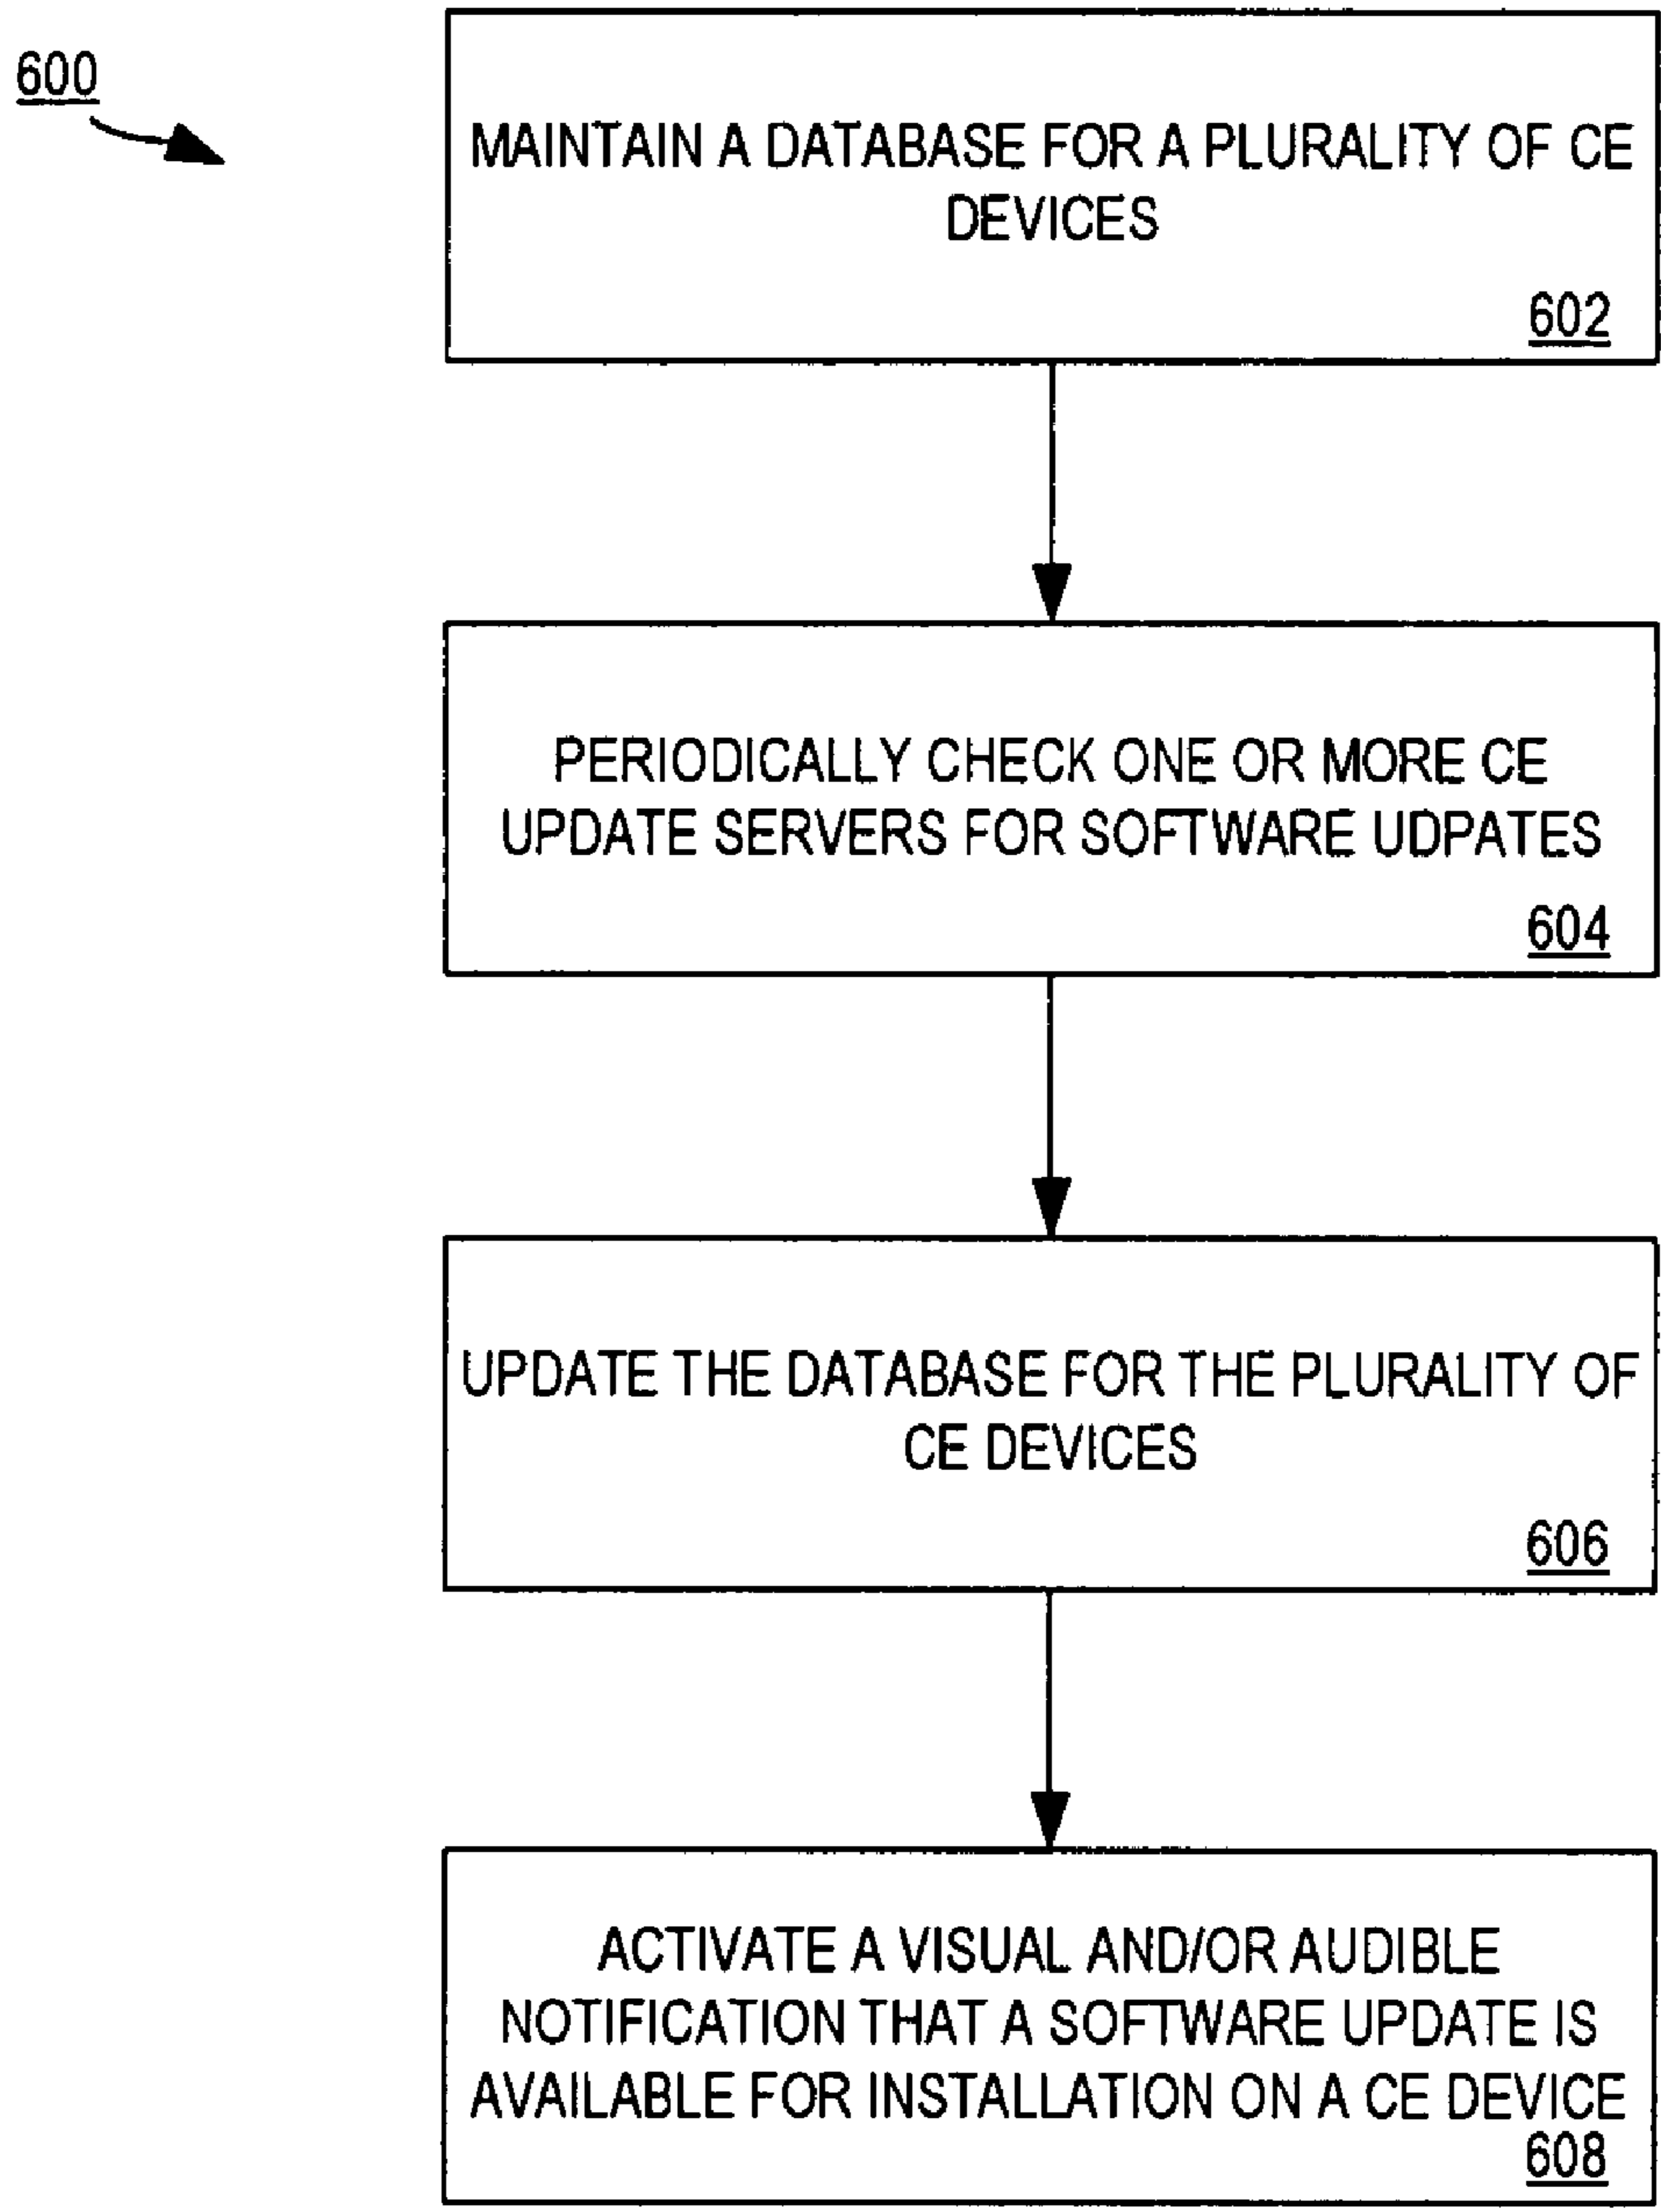 600
MAINTAIN A DATABASE FOR A PLURALITY OF CE
DEVICES
602
PERIODICALLY CHECK ONE OR MORE CE
UPDATE SERVERS FOR SOFTWARE UDPATES
604
UPDATE THE DATABASE FOR THE PLURALITY OF
CE DEVICES
606
ACTIVATE A VISUAL AND/OR AUDIBLE
NOTIFICATION THAT A SOFTWARE UPDATE IS
AVAILABLE FOR INSTALLATION ON A CE DEVICE
608